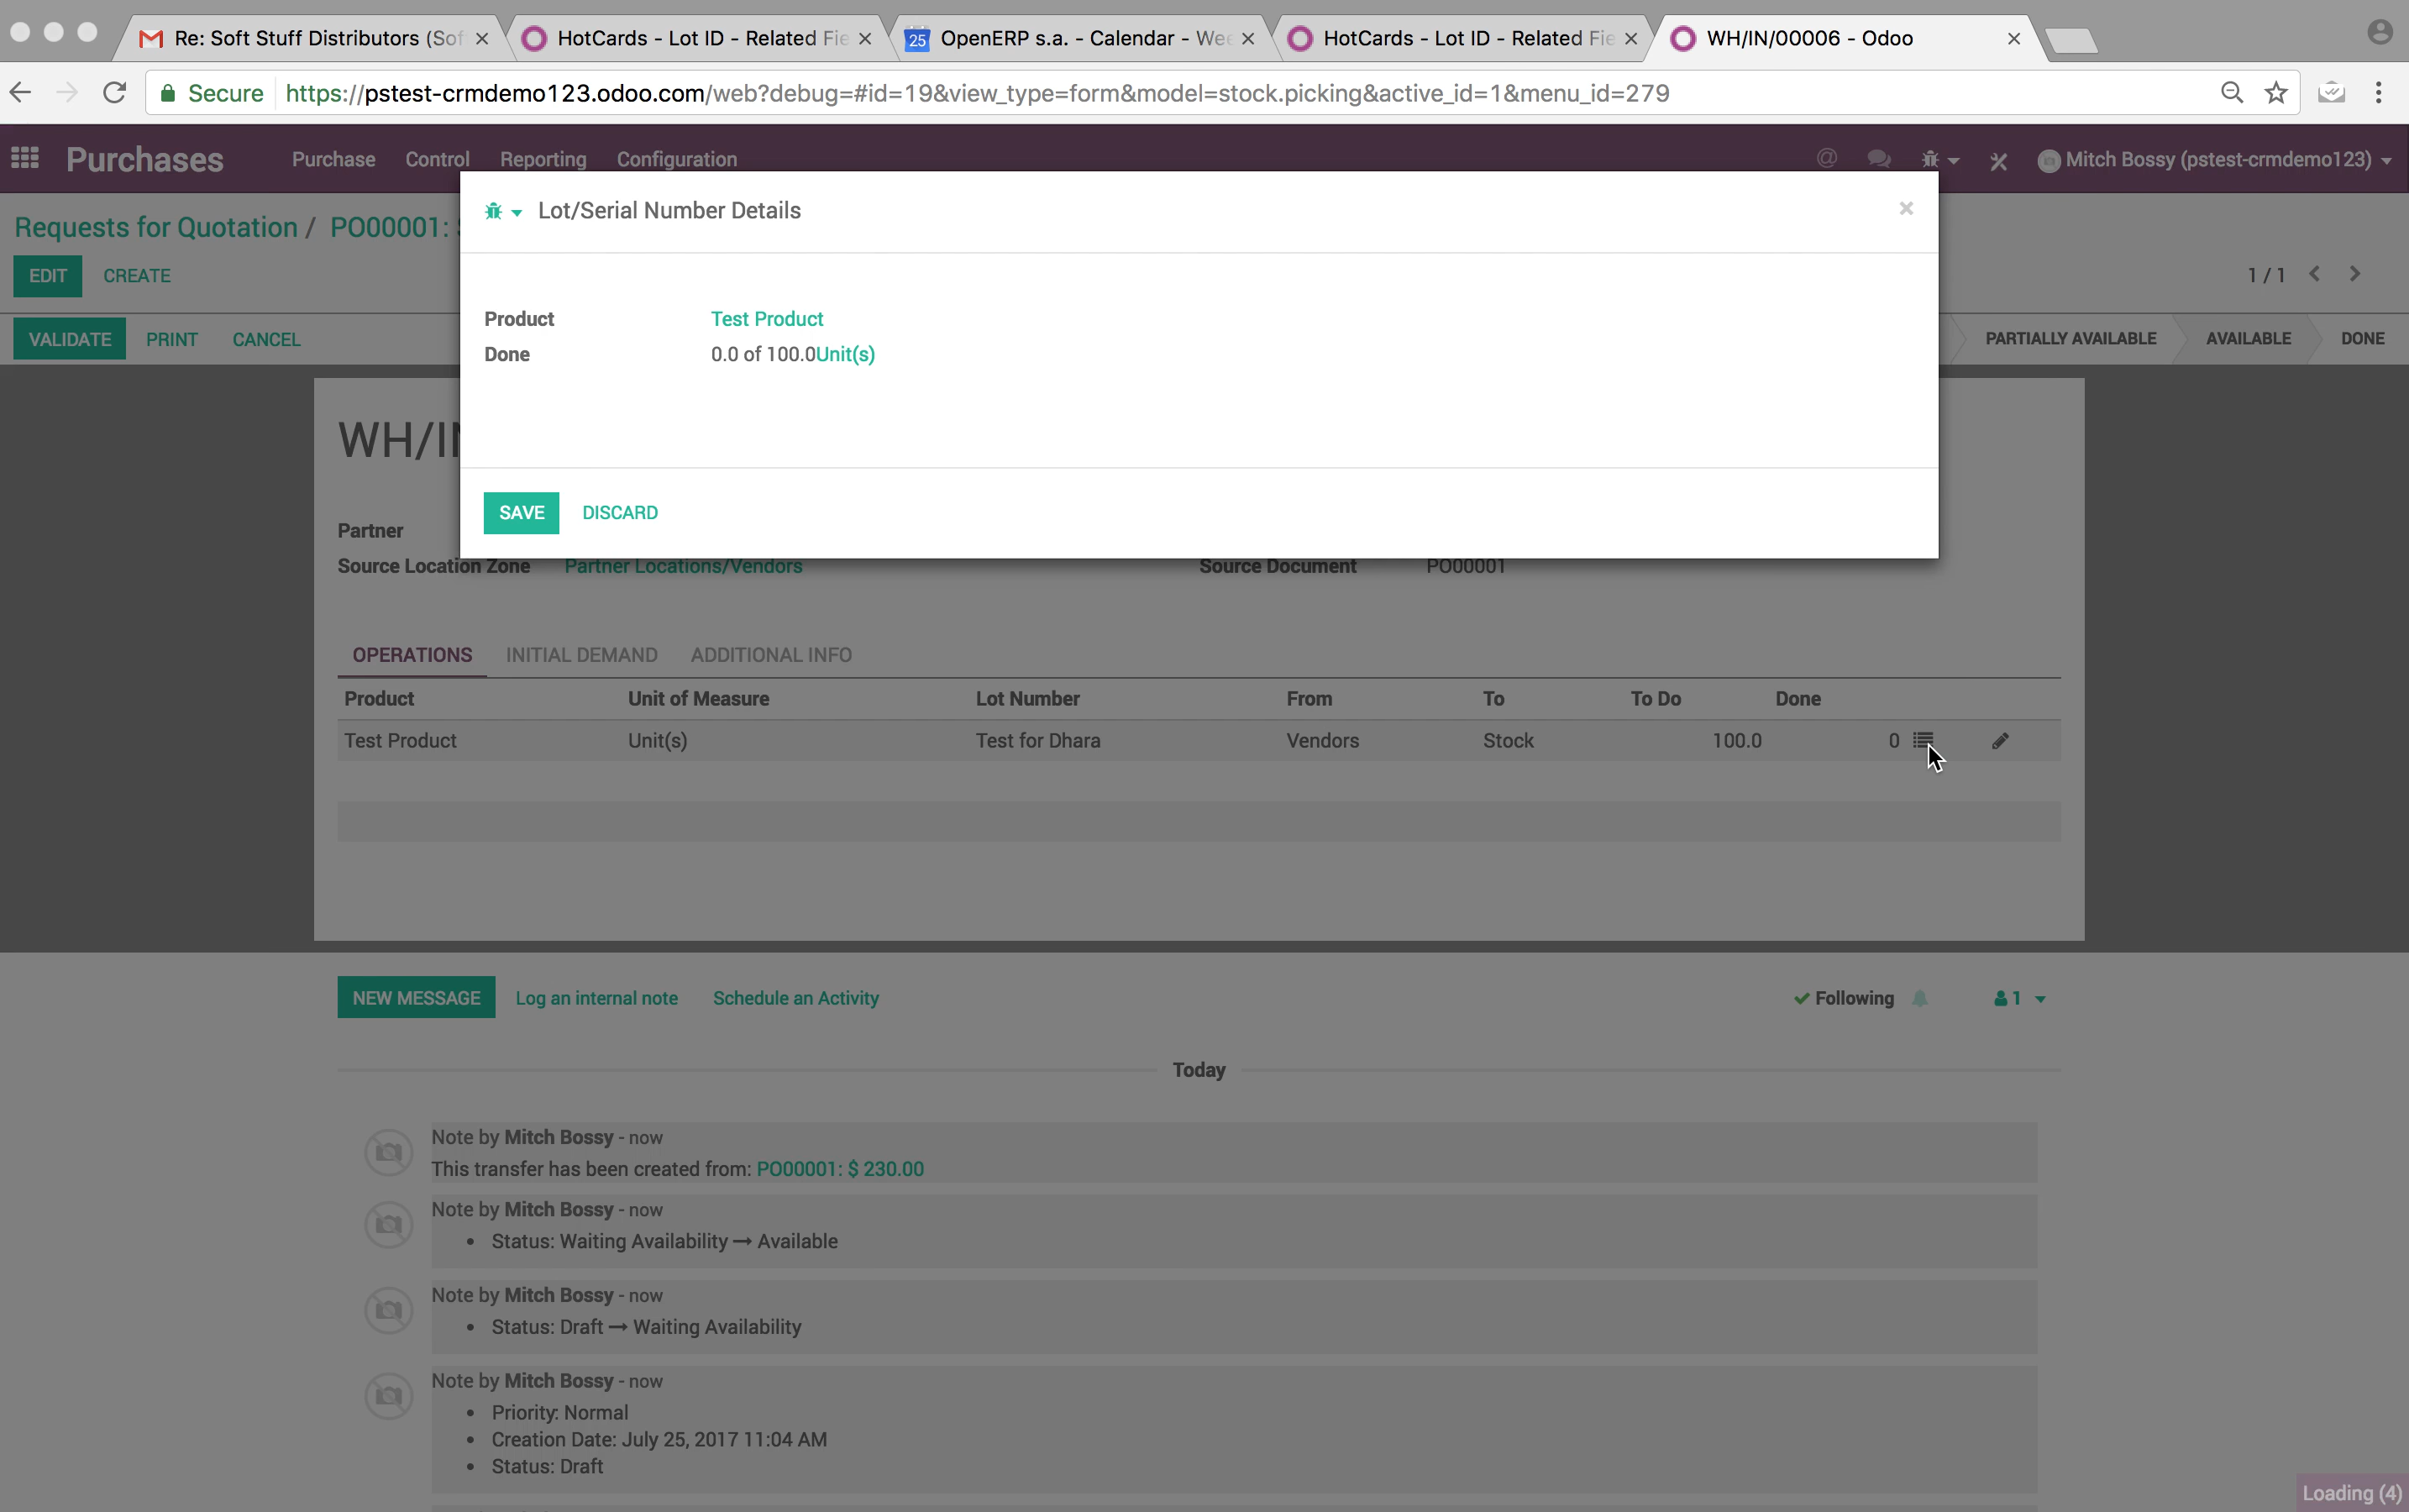 Re: Soft Stuff Distributors (Sof
HotCards - Lot ID - Related Fie
25 OpenERP s.a. - Calendar - Wee
HotCards - Lot ID - Related Fie
WH/IN/00006 - Odoo
Secure https://pstest-crmdemo123.odoo.com/web?debug=#id=19&view_type=form&model=stock.picking&active_id=1&menu_id=279
Purchases Purchase Control Reporting Configuration @ Mitch Bossy (pstest-crmdemo123)
Lot/Serial Number Details ×
Requests for Quotation / PO00001:
EDIT CREATE 1 / 1
Product Test Product
VALIDATE PRINT CANCEL PARTIALLY AVAILABLE AVAILABLE DONE
Done 0.0 of 100.0Unit(s)
WH/IN
SAVE DISCARD
Partner
Source Location Zone Partner Locations/Vendors Source Document PO00001
OPERATIONS INITIAL DEMAND ADDITIONAL INFO
Product Unit of Measure Lot Number From To To Do Done
Test Product Unit(s) Test for Dhara Vendors Stock 100.0 0
NEW MESSAGE Log an internal note Schedule an Activity Following 1
Today
Note by Mitch Bossy - now
This transfer has been created from: PO00001: $ 230.00
Note by Mitch Bossy - now
• Status: Waiting Availability → Available
Note by Mitch Bossy - now
• Status: Draft → Waiting Availability
Note by Mitch Bossy - now
• Priority: Normal
• Creation Date: July 25, 2017 11:04 AM
• Status: Draft
Loading (4)